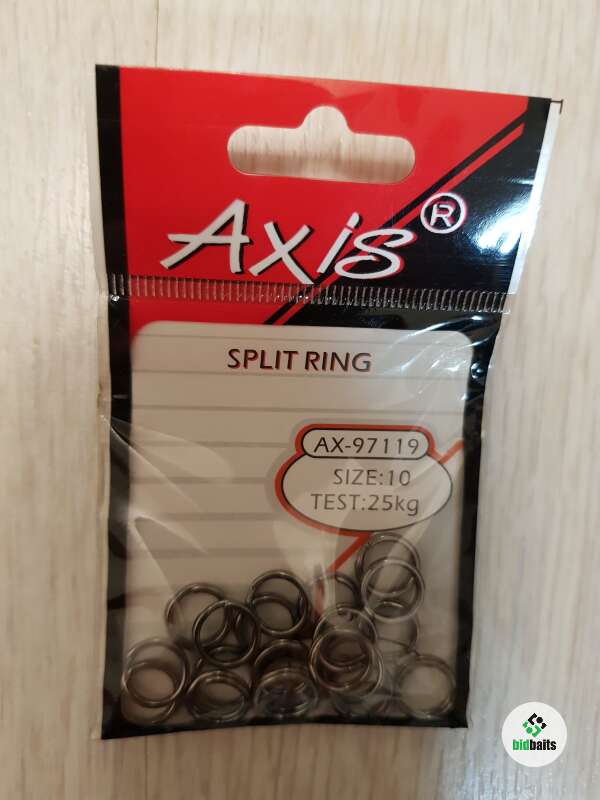 Axis®
SPLIT RING
AX-97119
SIZE:10
TEST:25kg
bidbaits